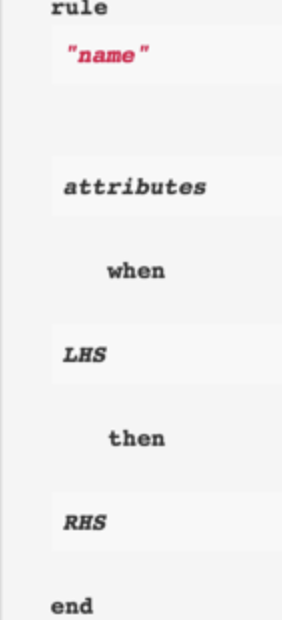 rule
"name"
attributes
when
LHS
then
RHS
end